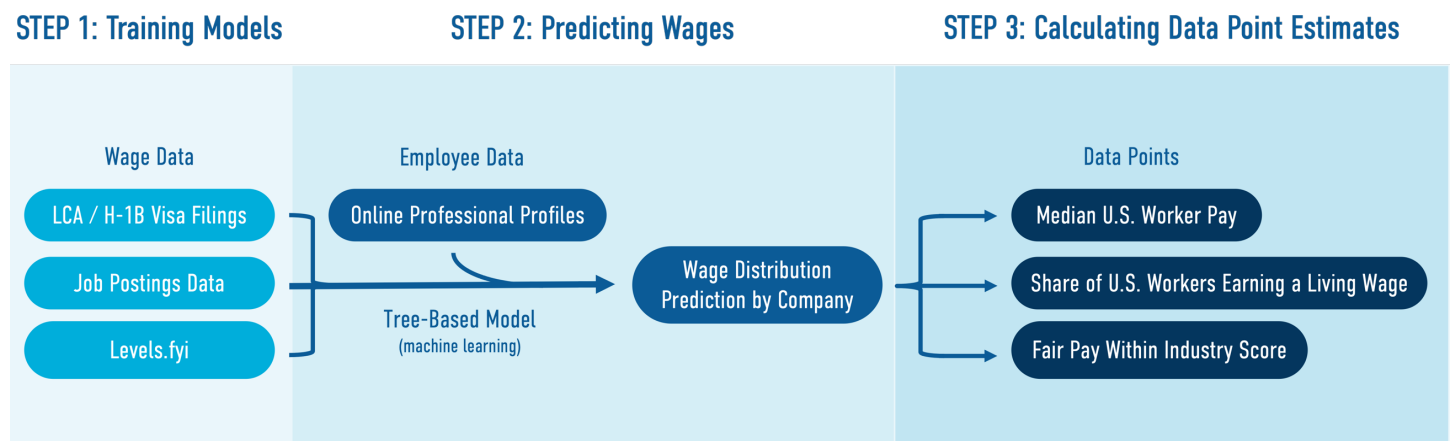 STEP 1: Training Models
STEP 2: Predicting Wages
STEP 3: Calculating Data Point Estimates
Wage Data
LCA / H-1B Visa Filings
Job Postings Data
Levels.fyi
Employee Data
Online Professional Profiles
Tree-Based Model
(machine learning)
Wage Distribution
Prediction by Company
Data Points
Median U.S. Worker Pay
Share of U.S. Workers Earning a Living Wage
Fair Pay Within Industry Score